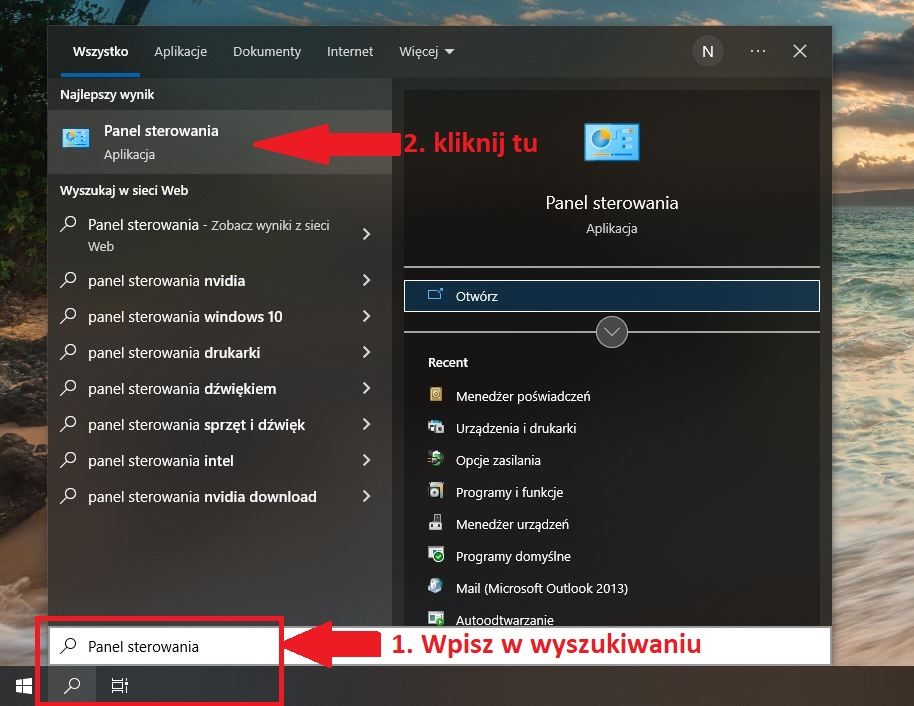 Wszystko Aplikacje Dokumenty Internet Więcej N
Najlepszy wynik
Panel sterowania
Aplikacja
2. kliknij tu
Wyszukaj w sieci Web
Panel sterowania - Zobacz wyniki z sieci
Web
panel sterowania nvidia
panel sterowania windows 10
panel sterowania drukarki
panel sterowania dźwiękiem
panel sterowania sprzęt i dźwięk
panel sterowania intel
panel sterowania nvidia download
Panel sterowania
Aplikacja
Otwórz
Recent
Menedżer poświadczeń
Urządzenia i drukarki
Opcje zasilania
Programy i funkcje
Menedżer urządzeń
Programy domyślne
Mail (Microsoft Outlook 2013)
Autoodtwarzanie
Panel sterowania
1. Wpisz w wyszukiwaniu